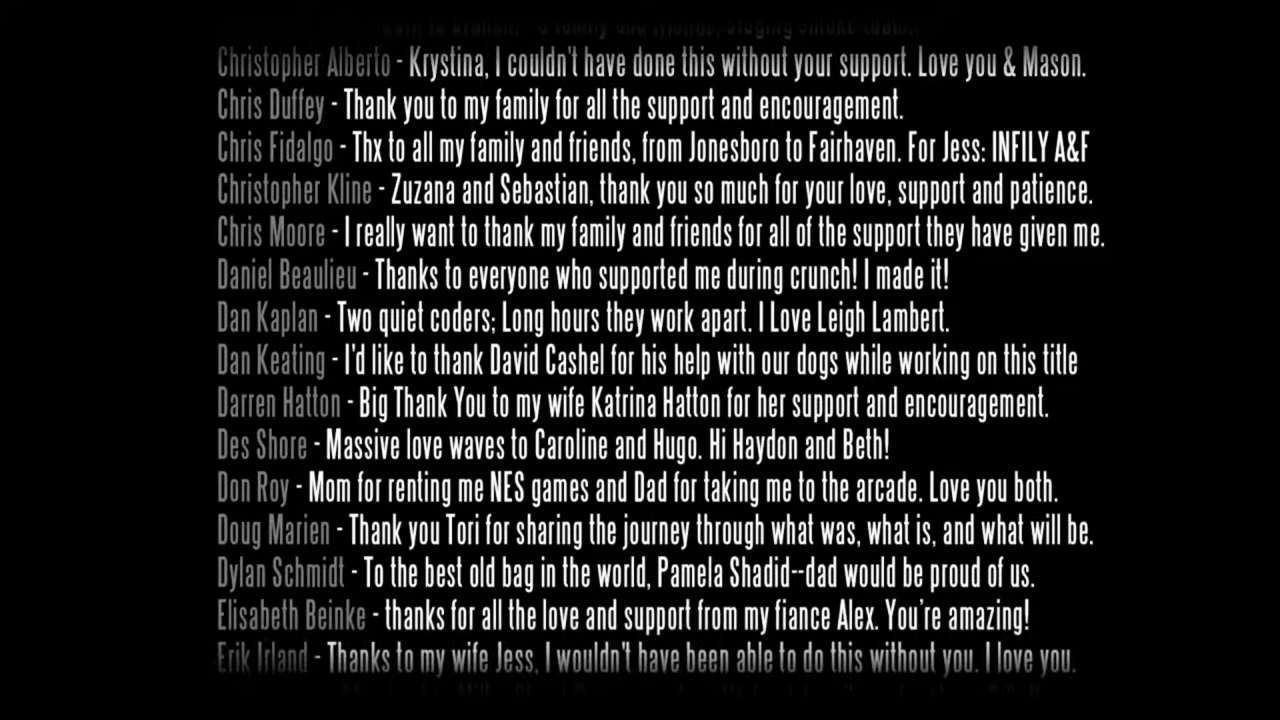 Christopher Alberto - Krystina, I couldn't have done this without your support. Love you & Mason.
Chris Duffey - Thank you to my family for all the support and encouragement.
Chris Fidalgo - Thx to all my family and friends, from Jonesboro to Fairhaven. For Jess: INFILY A&F
Christopher Kline - Zuzana and Sebastian, thank you so much for your love, support and patience.
Chris Moore - I really want to thank my family and friends for all of the support they have given me.
Daniel Beaulieu - Thanks to everyone who supported me during crunch! I made it!
Dan Kaplan - Two quiet coders; Long hours they work apart. I Love Leigh Lambert.
Dan Keating - I'd like to thank David Cashel for his help with our dogs while working on this title
Darren Hatton - Big Thank You to my wife Katrina Hatton for her support and encouragement.
Des Shore - Massive love waves to Caroline and Hugo. Hi Haydon and Beth!
Don Roy - Mom for renting me NES games and Dad for taking me to the arcade. Love you both.
Doug Marien - Thank you Tori for sharing the journey through what was, what is, and what will be.
Dylan Schmidt - To the best old bag in the world, Pamela Shadid--dad would be proud of us.
Elisabeth Beinke - thanks for all the love and support from my fiance Alex. You're amazing!
Erik Irland - Thanks to my wife Jess, I wouldn't have been able to do this without you. I love you.